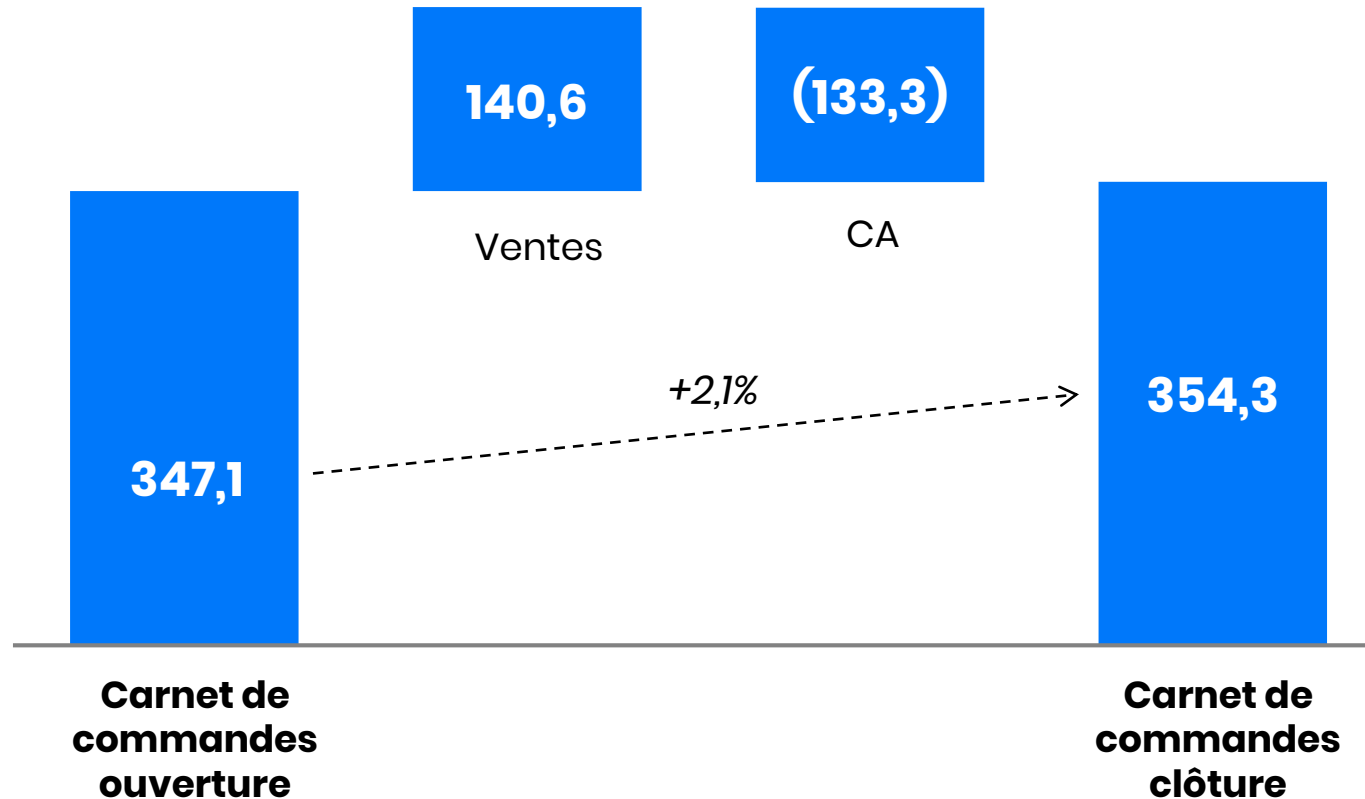 140,6
(133,3)
Ventes
CA
+2,1%
354,3
347,1
Carnet de
commandes
ouverture
Carnet de
commandes
clôture